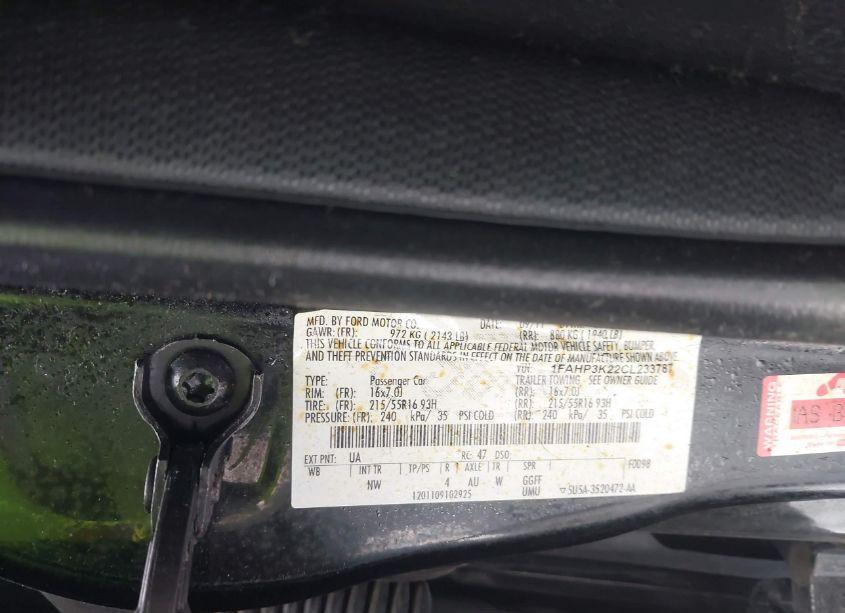 MFD. BY FORD MOTOR CO.
DATE: 09/11
GAWR: (FR): 972 KG ( 2143 LB) (RR): 880 KG ( 1940 LB)
THIS VEHICLE CONFORMS TO ALL APPLICABLE FEDERAL MOTOR VEHICLE SAFETY, BUMPER,
AND THEFT PREVENTION STANDARDS IN EFFECT ON THE DATE OF MANUFACTURE SHOWN ABOVE.
1FAHP3K22CL233787
TYPE: Passenger Car TRAILER TOWING - SEE OWNER GUIDE
RIM: (FR): 16x7.0J (RR): 16x7.0J
TIRE: (FR): 215/55R16 93H (RR): 215/55R16 93H
PRESSURE: (FR): 240 kPa/ 35 PSI COLD (RR): 240 kPa/ 35 PSI COLD
EXT PNT: UA RC: 47 DSO:
WB INT TR TP/PS R AXLE TR SPR F0098
NW 4 AU W GGFF
UMU
1201109102925
5U5A-3520472-AA
WARNING